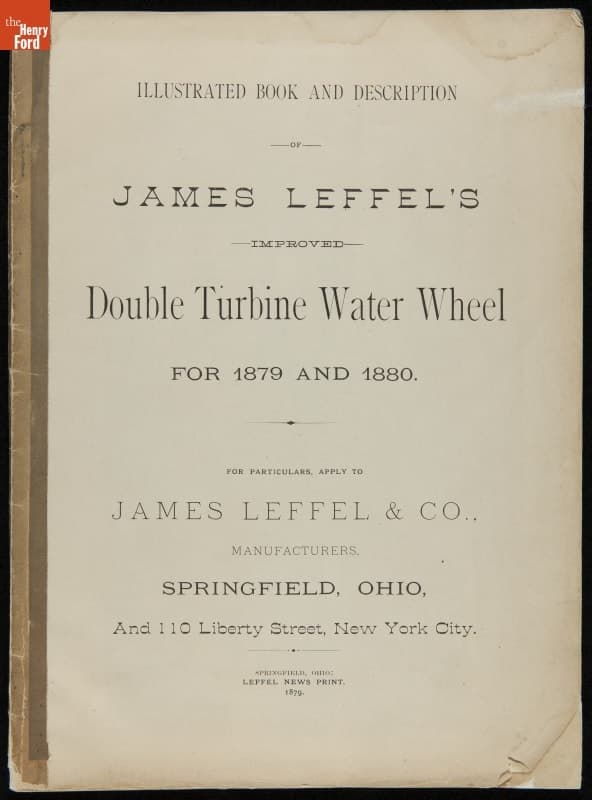 the
Henry
Ford
ILLUSTRATED BOOK AND DESCRIPTION
OF
JAMES LEFFEL'S
IMPROVED
Double Turbine Water Wheel
FOR 1879 AND 1880.
FOR PARTICULARS, APPLY TO
JAMES LEFFEL & CO.,
MANUFACTURERS,
SPRINGFIELD, OHIO,
And 110 Liberty Street, New York City.
SPRINGFIELD, OHIO:
LEFFEL NEWS PRINT.
1879.